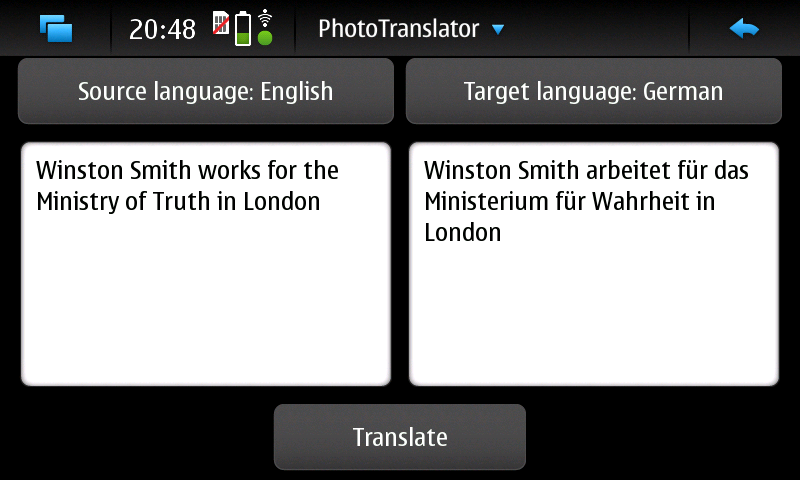 20:48
PhotoTranslator
Source language: English
Target language: German
Winston Smith works for the
Ministry of Truth in London
Winston Smith arbeitet für das
Ministerium für Wahrheit in
London
Translate